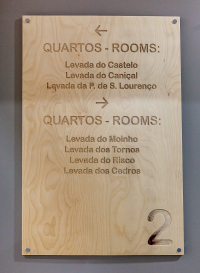 ←
QUARTOS - ROOMS:
Levada do Castelo
Levada do Caniçal
Levada da P. de S. Lourenço
→
QUARTOS - ROOMS:
Levada do Moinho
Levada dos Tornos
Levada do Risco
Levada dos Cedros
2